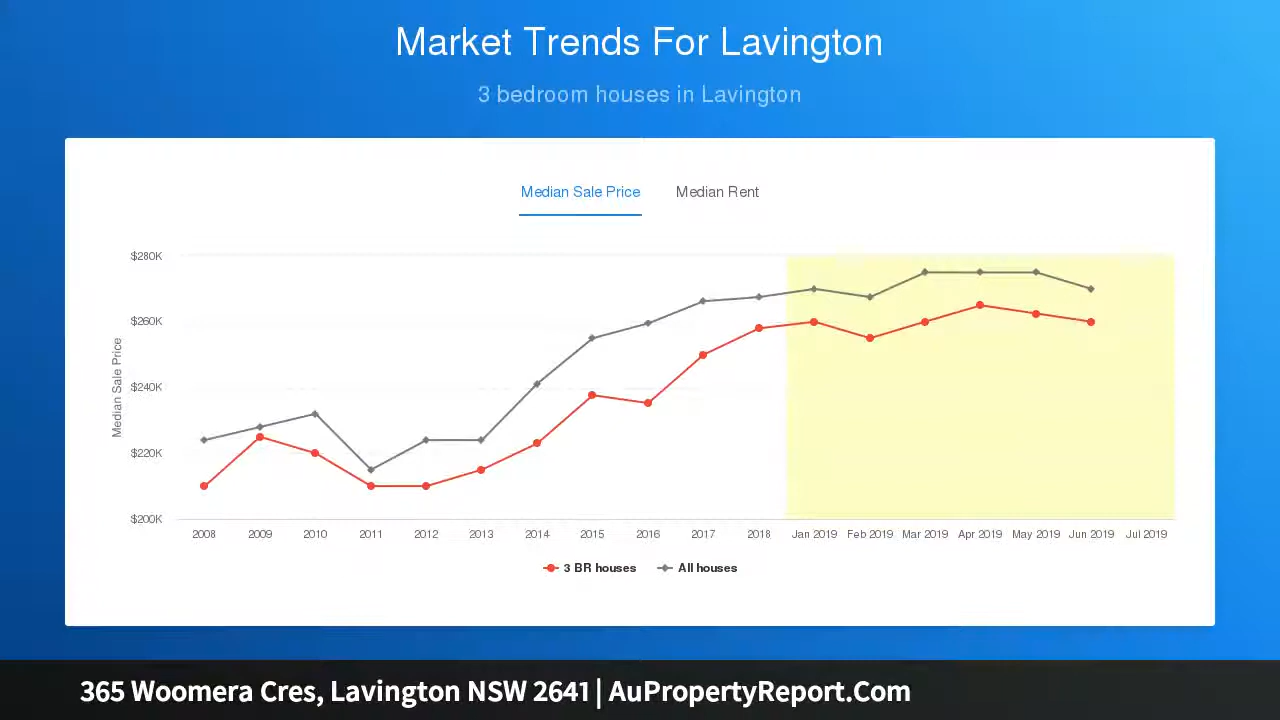 Market Trends For Lavington
3 bedroom houses in Lavington
Median Sale Price Median Rent
Median Sale Price
$280K
$260K
$240K
$220K
$200K
2008 2009 2010 2011 2012 2013 2014 2015 2016 2017 2018 Jan 2019 Feb 2019 Mar 2019 Apr 2019 May 2019 Jun 2019 Jul 2019
3 BR houses All houses
365 Woomera Cres, Lavington NSW 2641 | AuPropertyReport.Com